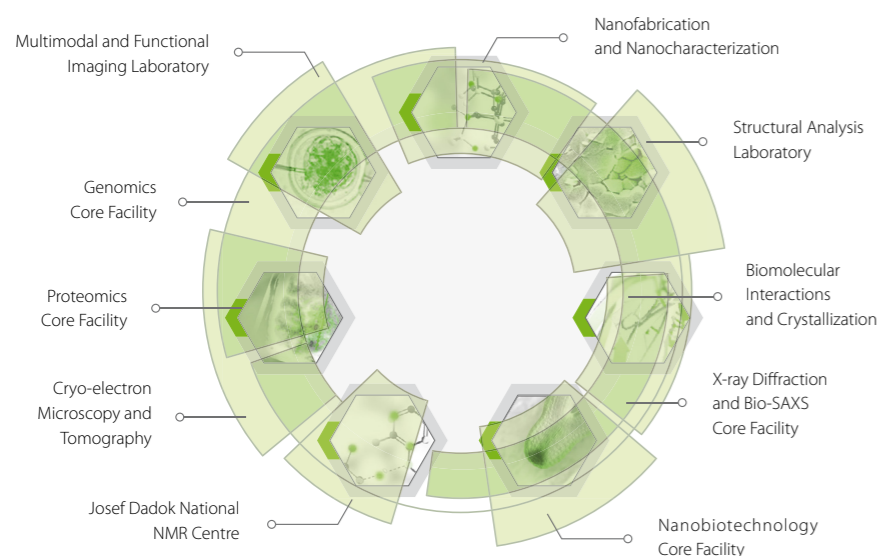 Multimodal and Functional
Imaging Laboratory
Nanofabrication
and Nanocharacterization
Structural Analysis
Laboratory
Genomics
Core Facility
Biomolecular
Interactions
and Crystallization
Proteomics
Core Facility
X-ray Diffraction
and Bio-SAXS
Core Facility
Cryo-electron
Microscopy and
Tomography
Josef Dadok National
NMR Centre
Nanobiotechnology
Core Facility